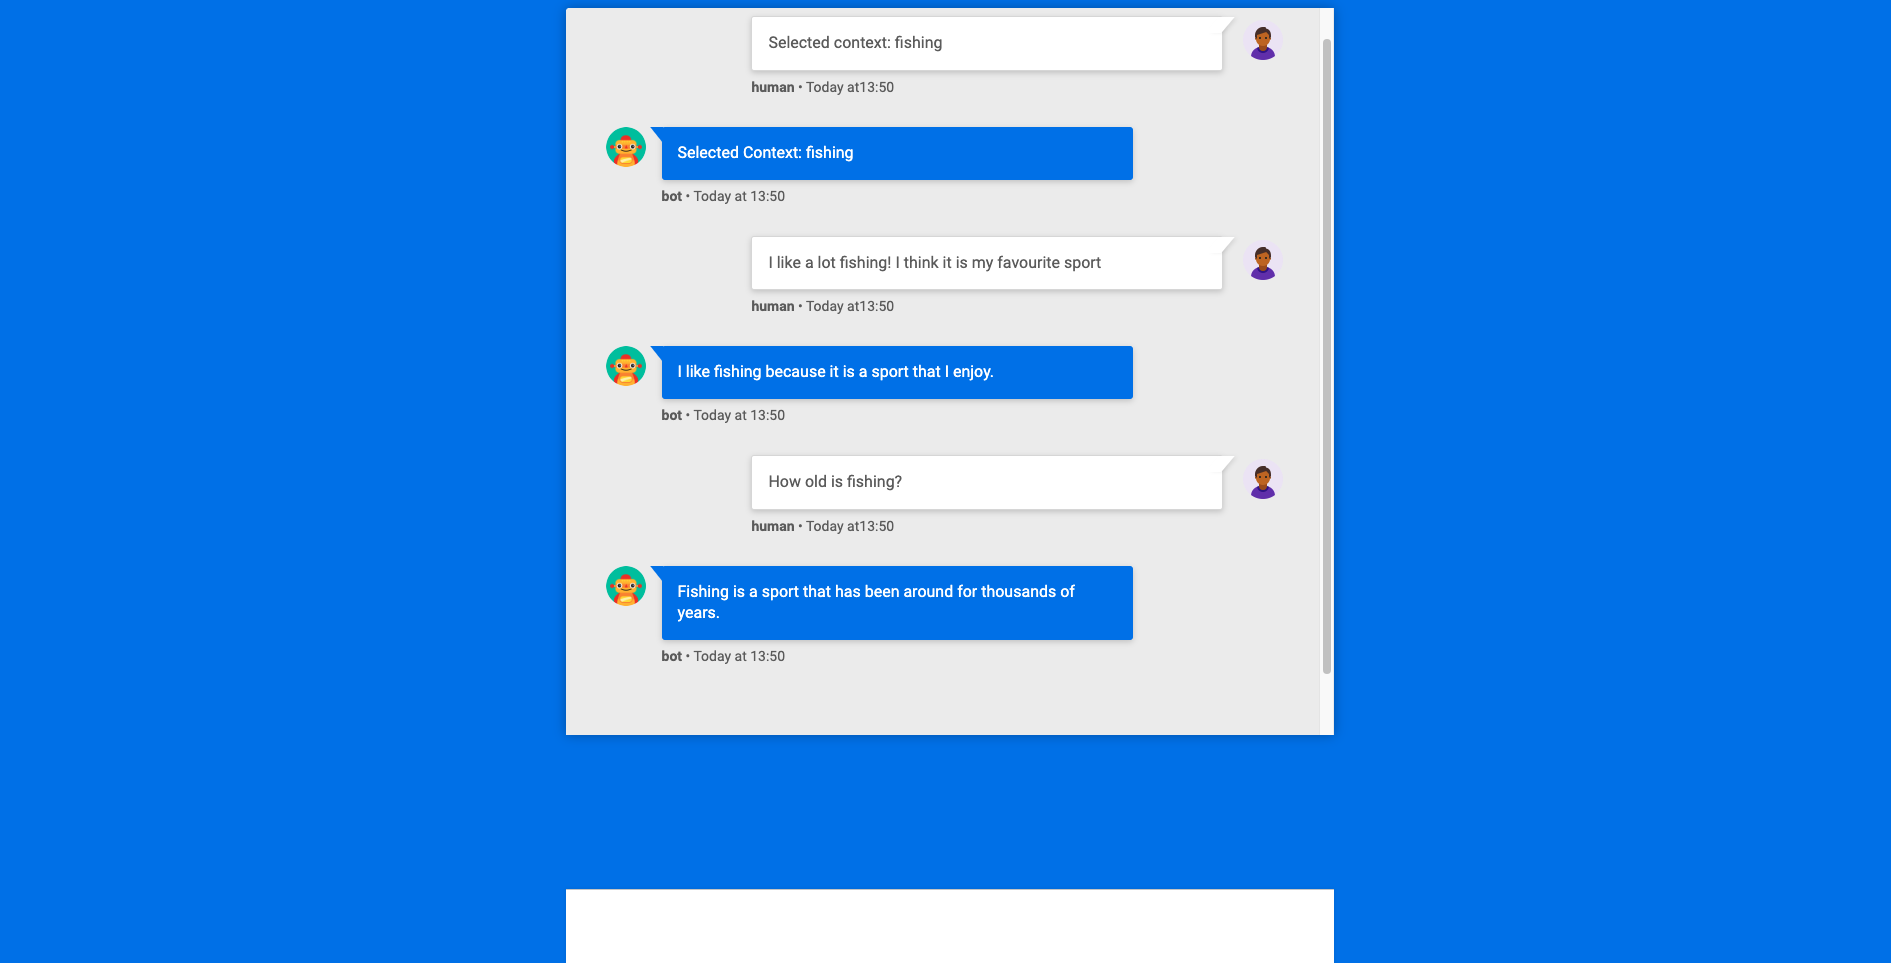 Selected context: fishing
human • Today at13:50
Selected Context: fishing
bot • Today at 13:50
I like a lot fishing! I think it is my favourite sport
human • Today at13:50
I like fishing because it is a sport that I enjoy.
bot • Today at 13:50
How old is fishing?
human • Today at13:50
Fishing is a sport that has been around for thousands of
years.
bot • Today at 13:50